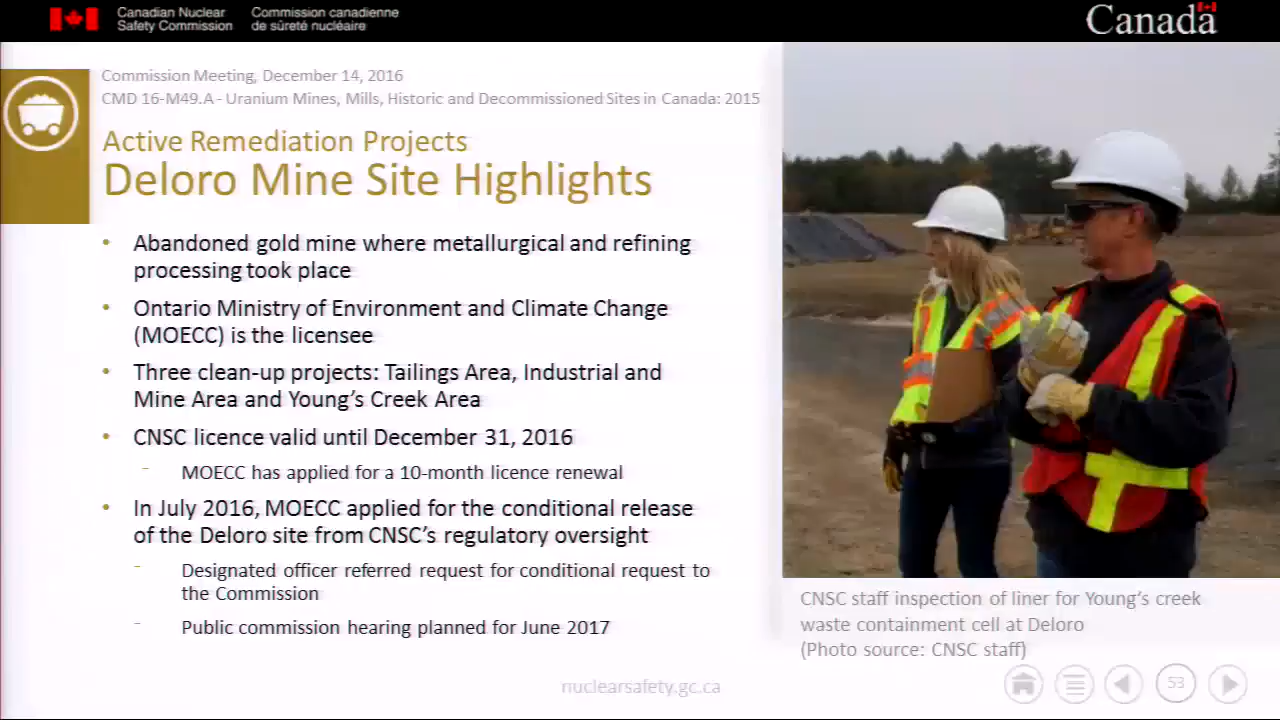 Canadian Nuclear
Safety Commission
Commission canadienne
de sûreté nucléaire
Canada
Commission Meeting, December 14, 2016
CMD 16-M49.A - Uranium Mines, Mills, Historic and Decommissioned Sites in Canada: 2015
Active Remediation Projects
Deloro Mine Site Highlights
• Abandoned gold mine where metallurgical and refining
processing took place
• Ontario Ministry of Environment and Climate Change
(MOECC) is the licensee
• Three clean-up projects: Tailings Area, Industrial and
Mine Area and Young's Creek Area
• CNSC licence valid until December 31, 2016
- MOECC has applied for a 10-month licence renewal
• In July 2016, MOECC applied for the conditional release
of the Deloro site from CNSC's regulatory oversight
- Designated officer referred request for conditional request to
the Commission
- Public commission hearing planned for June 2017
CNSC staff inspection of liner for Young's creek
waste containment cell at Deloro
(Photo source: CNSC staff)
nuclearsafety.gc.ca
53